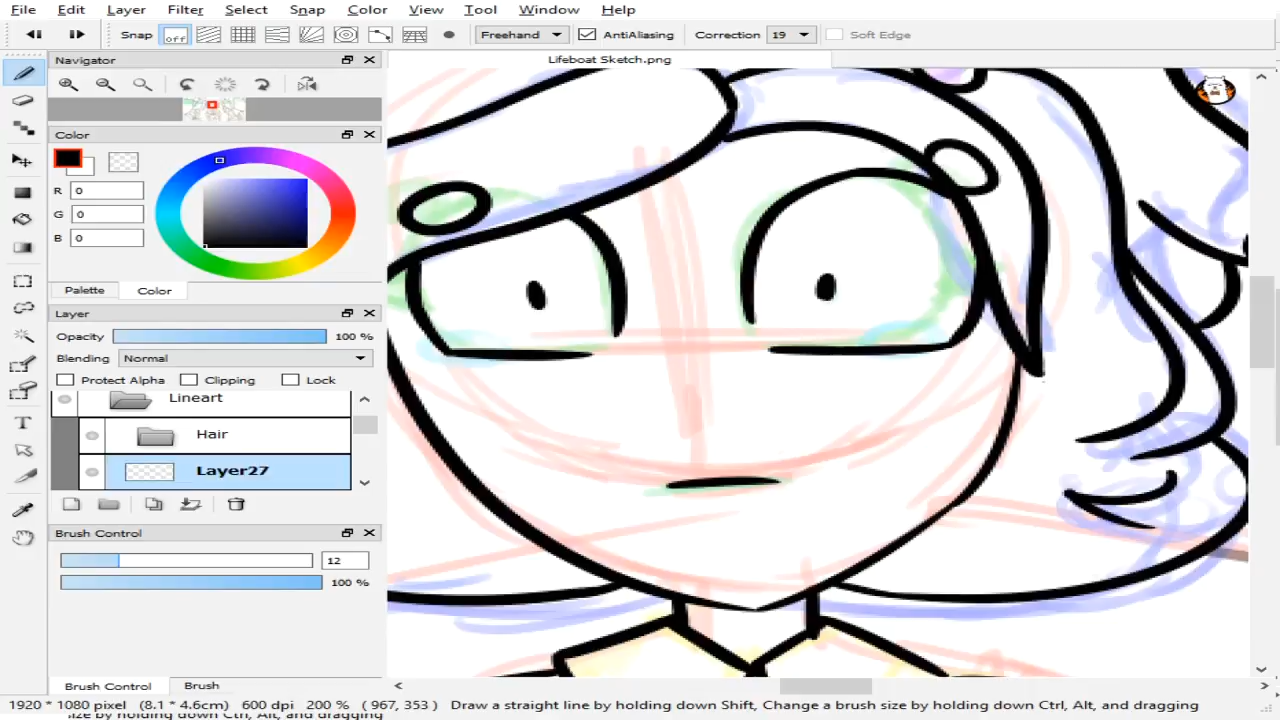 File Edit Layer Filter Select Snap Color View Tool Window Help
Snap off Freehand AntiAliasing Correction 19 Soft Edge
Navigator
Lifeboat Sketch.png
Color
R 0
G 0
B 0
Palette Color
Layer
Opacity 100 %
Blending Normal
Protect Alpha Clipping Lock
Lineart
Hair
Layer27
Brush Control
12
100 %
Brush Control Brush
1920 * 1080 pixel (8.1 * 4.6cm) 600 dpi 200 % ( 967, 353 ) Draw a straight line by holding down Shift, Change a brush size by holding down Ctrl, Alt, and dragging
size by holding down Ctrl, Alt, and dragging